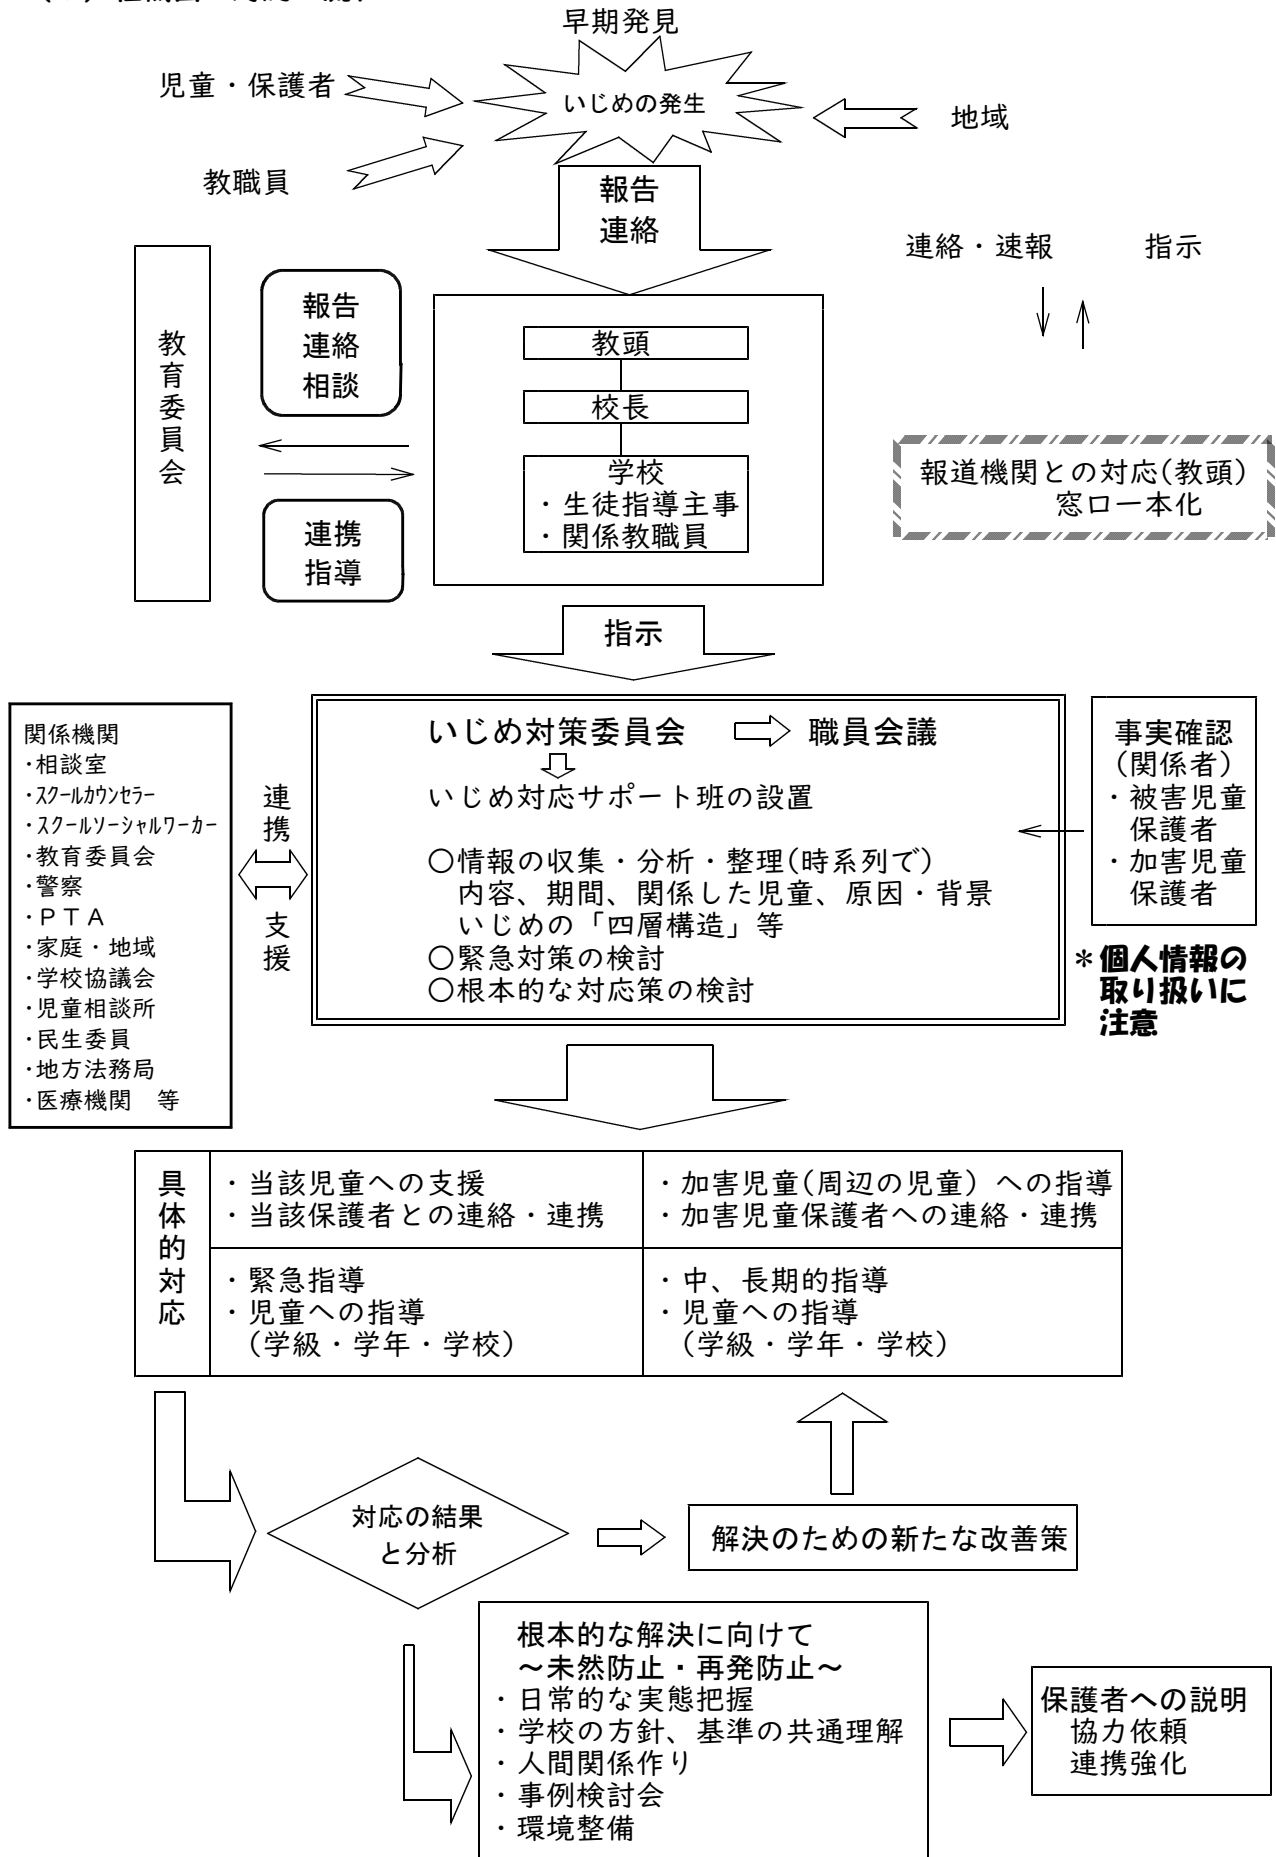 早期発見
児童・保護者
いじめの発生
地域
教職員
報告
連絡
連絡・速報
指示
教育委員会
報告
連絡
相談
連携
指導
教頭
校長
学校
・生徒指導主事
・関係教職員
報道機関との対応(教頭)
窓口一本化
指示
関係機関
・相談室
・スクールカウンセラー
・スクールソーシャルワーカー
・教育委員会
・警察
・ＰＴＡ
・家庭・地域
・学校協議会
・児童相談所
・民生委員
・地方法務局
・医療機関　等
連携
支援
いじめ対策委員会
職員会議
いじめ対応サポート班の設置
○情報の収集・分析・整理(時系列で)
内容、期間、関係した児童、原因・背景
いじめの「四層構造」等
○緊急対策の検討
○根本的な対応策の検討
事実確認
(関係者)
・被害児童
保護者
・加害児童
保護者
＊個人情報の
取り扱いに
注意
具体的対応
・当該児童への支援
・当該保護者との連絡・連携
・加害児童(周辺の児童)への指導
・加害児童保護者への連絡・連携
・緊急指導
・児童への指導
(学級・学年・学校)
・中、長期的指導
・児童への指導
(学級・学年・学校)
対応の結果
と分析
解決のための新たな改善策
根本的な解決に向けて
～未然防止・再発防止～
・日常的な実態把握
・学校の方針、基準の共通理解
・人間関係作り
・事例検討会
・環境整備
保護者への説明
協力依頼
連携強化